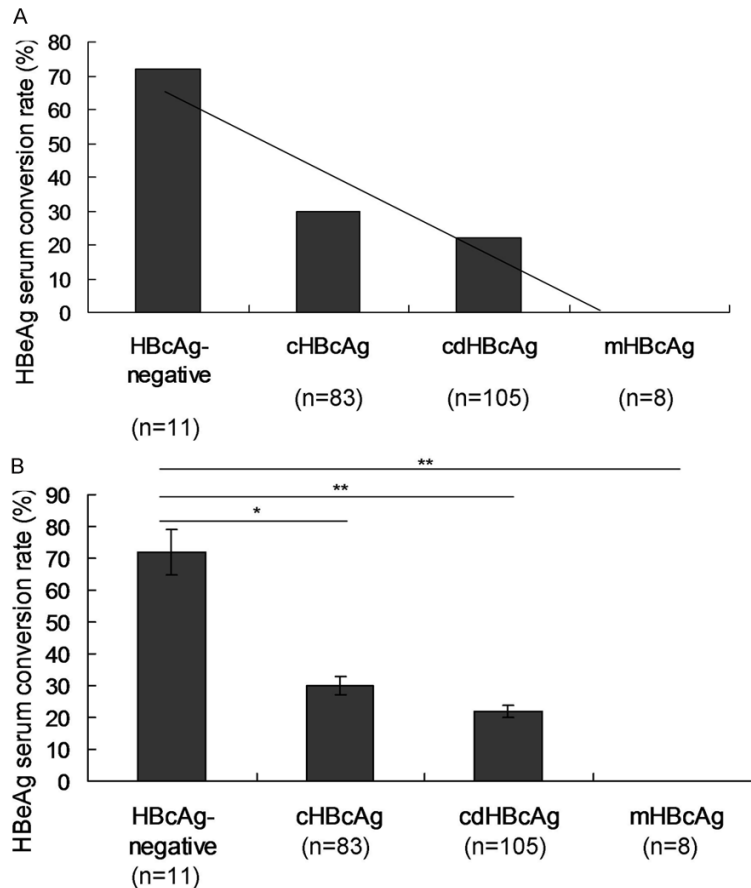 A
HBeAg serum conversion rate (%)
80
70
60
50
40
30
20
10
0
HBcAg- cHBcAg cdHBcAg mHBcAg
negative
(n=11) (n=83) (n=105) (n=8)
B
HBeAg serum conversion rate (%)
**
**
*
90
80
70
60
50
40
30
20
10
0
HBcAg- cHBcAg cdHBcAg mHBcAg
negative (n=83) (n=105) (n=8)
(n=11)